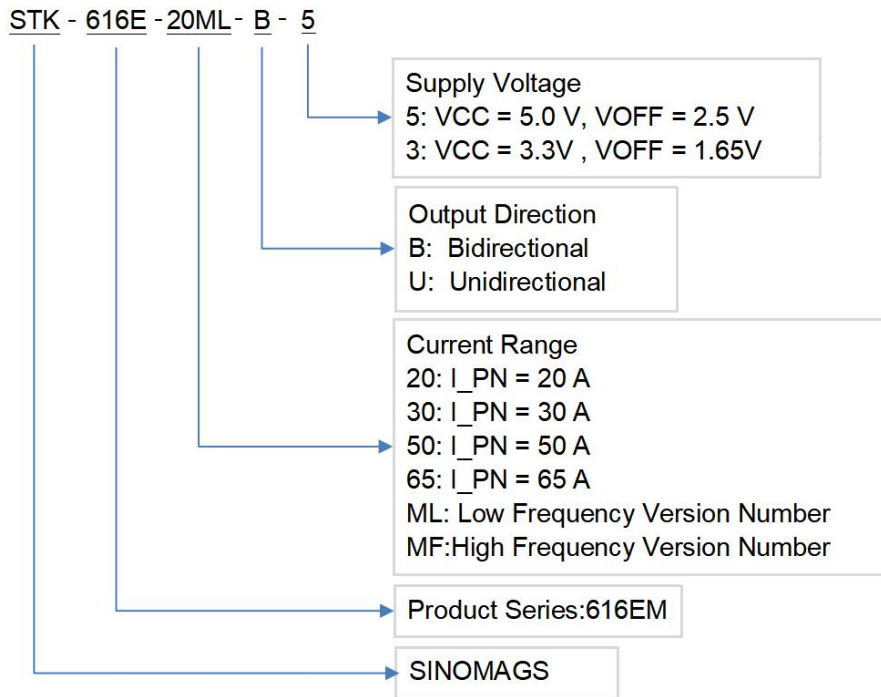 STK - 616E - 20ML - B - 5
Supply Voltage
5: VCC = 5.0 V, VOFF = 2.5 V
3: VCC = 3.3V , VOFF = 1.65V
Output Direction
B: Bidirectional
U: Unidirectional
Current Range
20: I_PN = 20 A
30: I_PN = 30 A
50: I_PN = 50 A
65: I_PN = 65 A
ML: Low Frequency Version Number
MF:High Frequency Version Number
Product Series:616EM
SINOMAGS